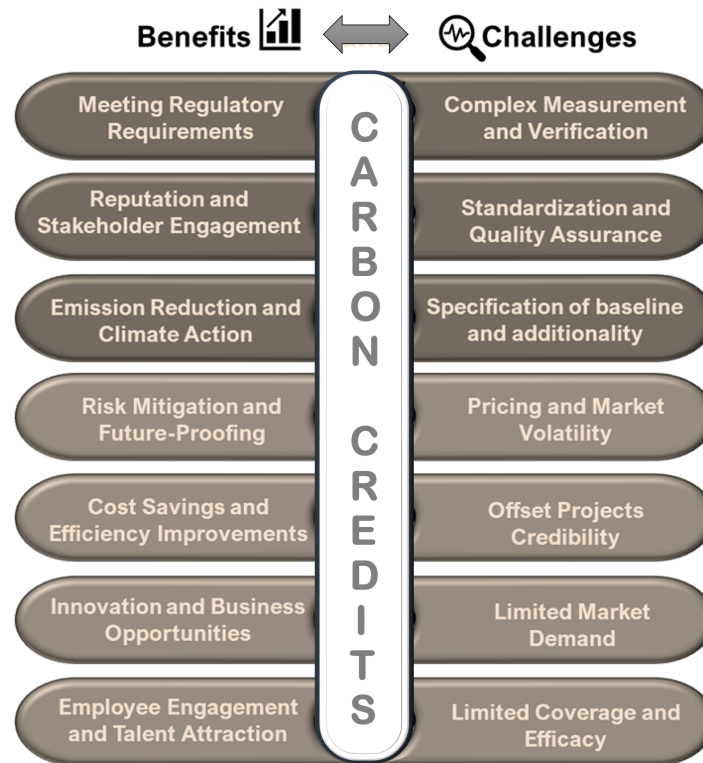 Benefits
Challenges
Meeting Regulatory
Requirements
Complex Measurement
and Verification
Reputation and
Stakeholder Engagement
Standardization and
Quality Assurance
Emission Reduction and
Climate Action
Specification of baseline
and additionality
Risk Mitigation and
Future-Proofing
Pricing and Market
Volatility
Cost Savings and
Efficiency Improvements
Offset Projects
Credibility
Innovation and Business
Opportunities
Limited Market
Demand
Employee Engagement
and Talent Attraction
Limited Coverage and
Efficacy
CARBON CREDITS